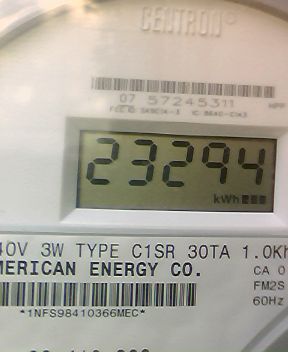 CENTRON®
07 57245311
23294
kWh
40V 3W TYPE C1SR 30TA 1.0Kh
MERICAN ENERGY CO.
CA 0
FM2S
60Hz
*1NFS98410366MEC*